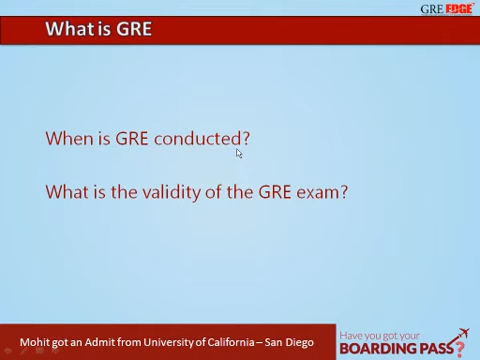 GRE EDGE
What is GRE
When is GRE conducted?
What is the validity of the GRE exam?
Mohit got an Admit from University of California – San Diego
Have you got your
BOARDING PASS?